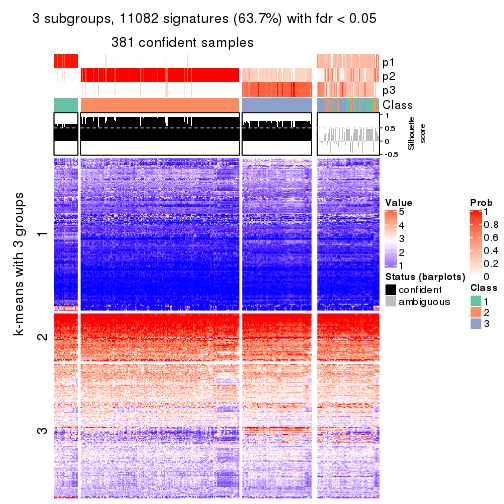 3 subgroups, 11082 signatures (63.7%) with fdr < 0.05
381 confident samples
p1
p2
p3
Class
1
0.5
0
-0.5
Silhouette
score
k-means with 3 groups
1
2
3
Value
5
4
3
2
1
Status (barplots)
confident
ambiguous
Prob
1
0.8
0.6
0.4
0.2
0
Class
1
2
3